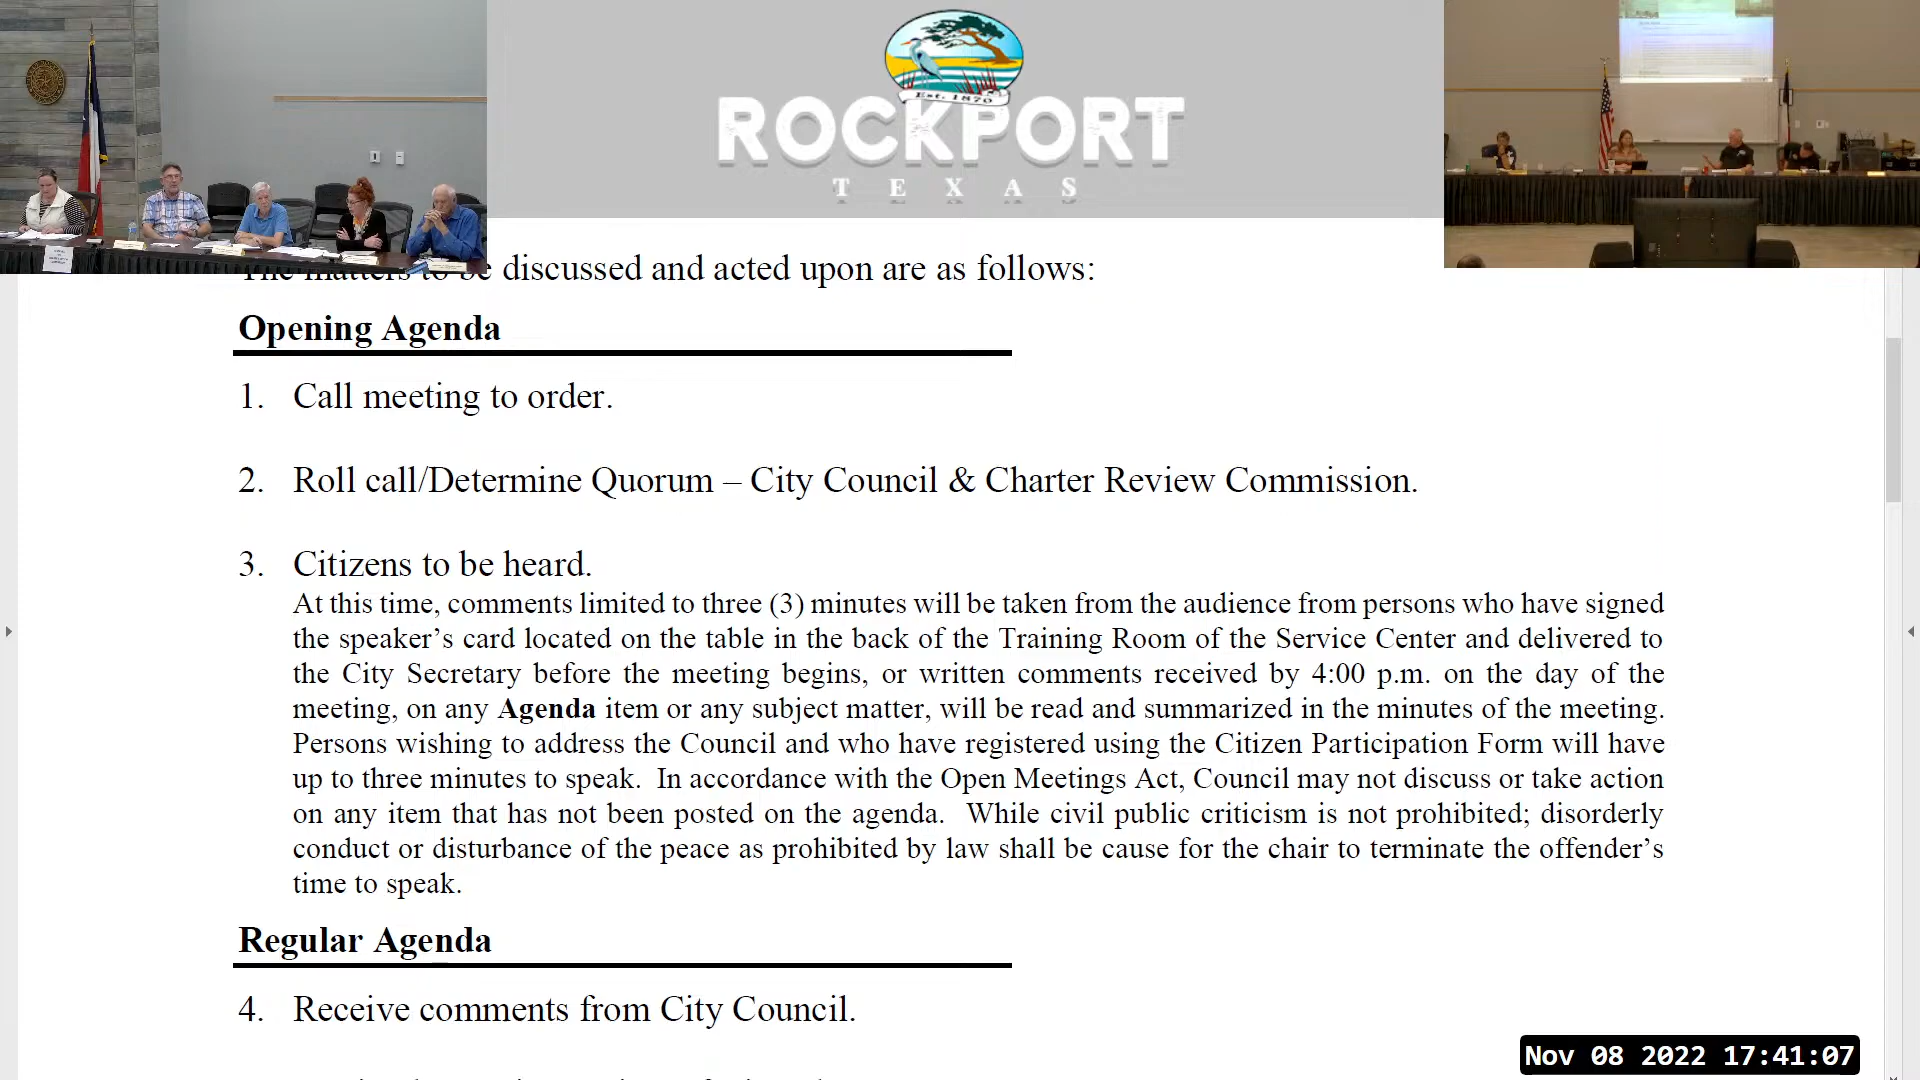 Est. 1870
ROCKPORT
TEXAS
The matters to be discussed and acted upon are as follows:
Opening Agenda
1. Call meeting to order.
2. Roll call/Determine Quorum – City Council & Charter Review Commission.
3. Citizens to be heard.
At this time, comments limited to three (3) minutes will be taken from the audience from persons who have signed
the speaker’s card located on the table in the back of the Training Room of the Service Center and delivered to
the City Secretary before the meeting begins, or written comments received by 4:00 p.m. on the day of the
meeting, on any Agenda item or any subject matter, will be read and summarized in the minutes of the meeting.
Persons wishing to address the Council and who have registered using the Citizen Participation Form will have
up to three minutes to speak. In accordance with the Open Meetings Act, Council may not discuss or take action
on any item that has not been posted on the agenda. While civil public criticism is not prohibited; disorderly
conduct or disturbance of the peace as prohibited by law shall be cause for the chair to terminate the offender’s
time to speak.
Regular Agenda
4. Receive comments from City Council.
Nov 08 2022 17:41:07